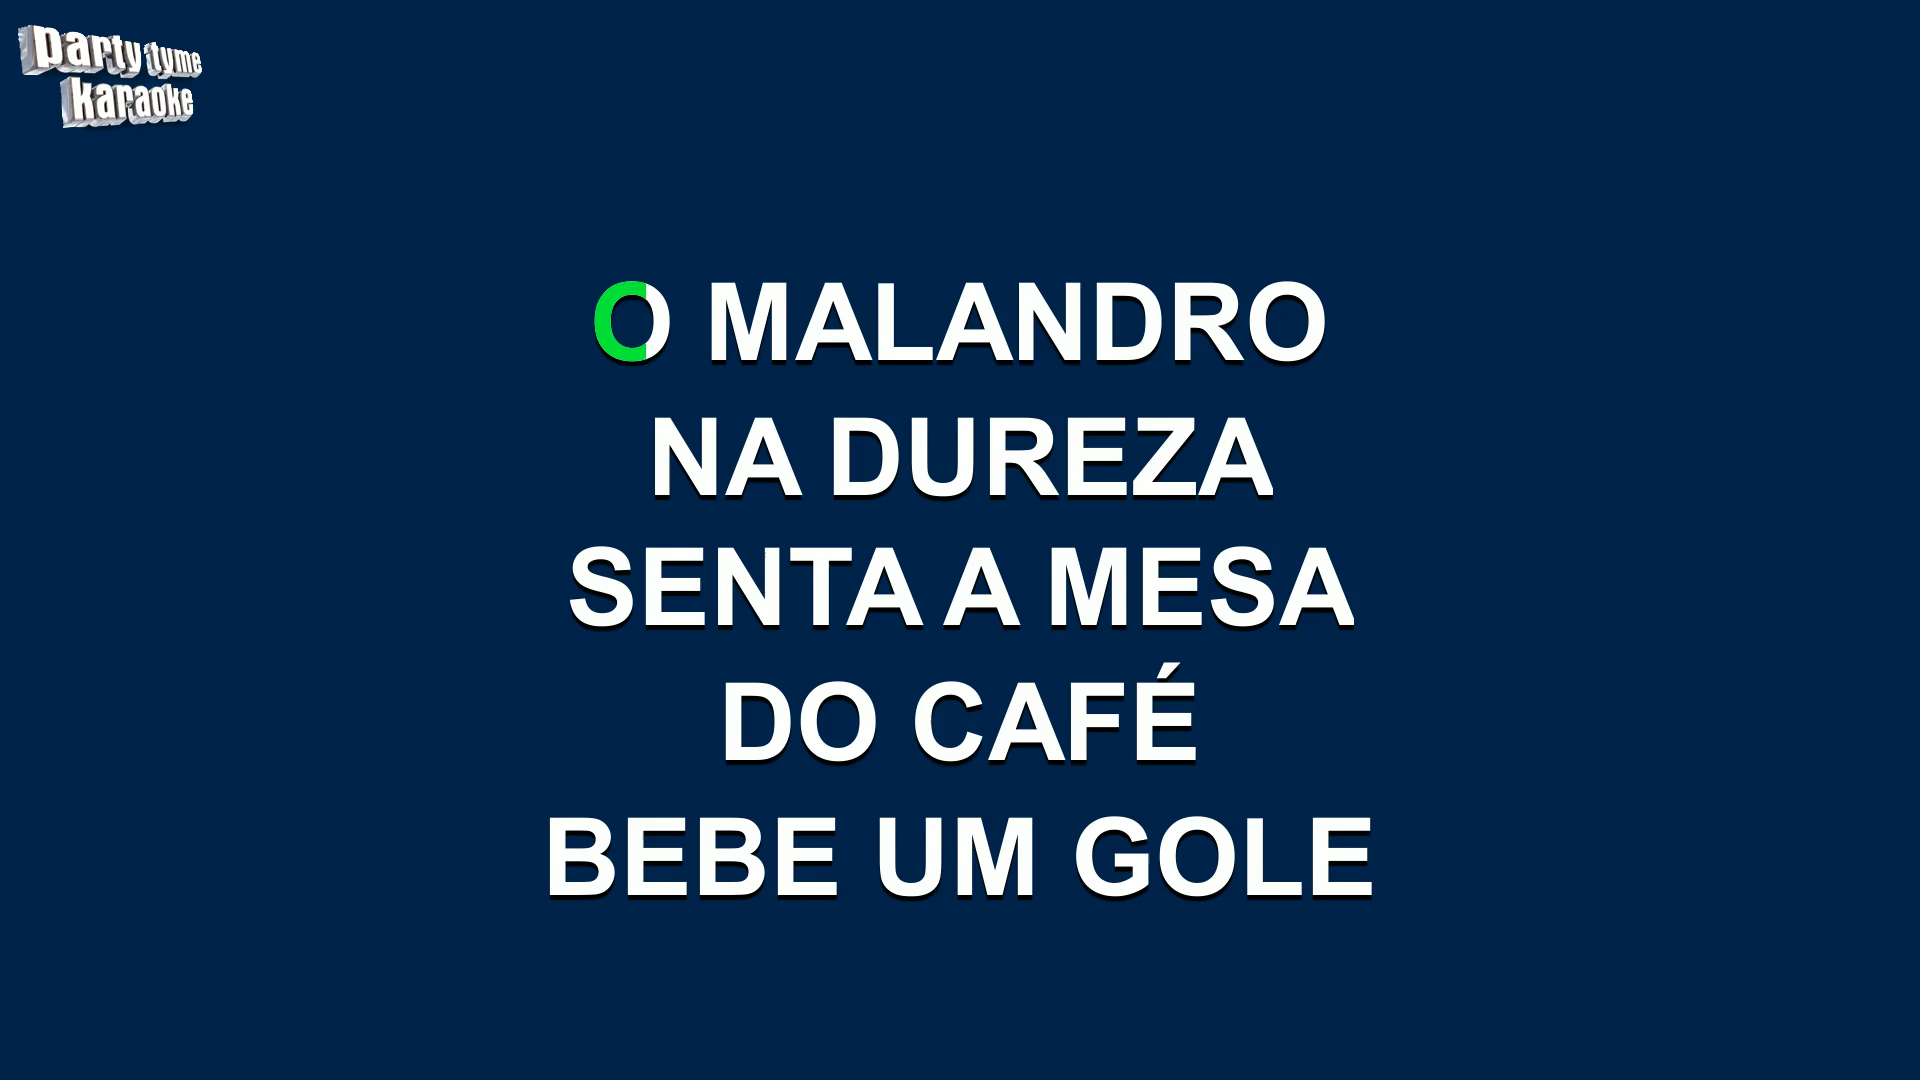 party tyme
karaoke
O MALANDRO
NA DUREZA
SENTA A MESA
DO CAFÉ
BEBE UM GOLE